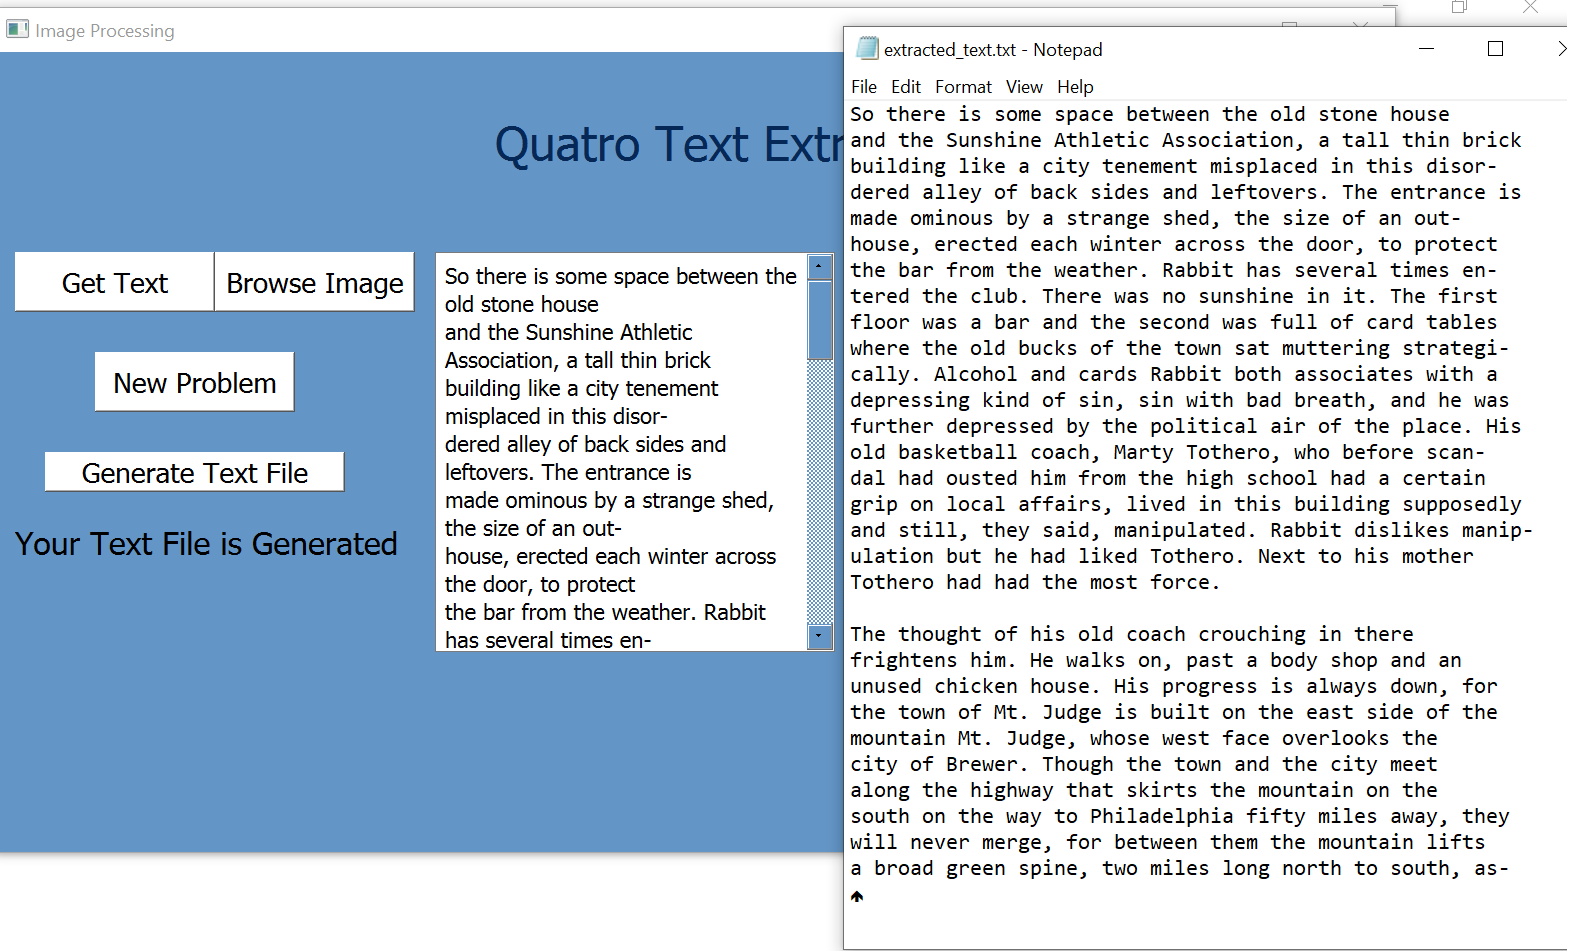 Image Processing
Quatro Text Extr
Get Text
Browse Image
New Problem
Generate Text File
Your Text File is Generated
So there is some space between the
old stone house
and the Sunshine Athletic
Association, a tall thin brick
building like a city tenement
misplaced in this disor-
dered alley of back sides and
leftovers. The entrance is
made ominous by a strange shed,
the size of an out-
house, erected each winter across
the door, to protect
the bar from the weather. Rabbit
has several times en-
extracted_text.txt - Notepad
File Edit Format View Help
So there is some space between the old stone house
and the Sunshine Athletic Association, a tall thin brick
building like a city tenement misplaced in this disor-
dered alley of back sides and leftovers. The entrance is
made ominous by a strange shed, the size of an out-
house, erected each winter across the door, to protect
the bar from the weather. Rabbit has several times en-
tered the club. There was no sunshine in it. The first
floor was a bar and the second was full of card tables
where the old bucks of the town sat muttering strategi-
cally. Alcohol and cards Rabbit both associates with a
depressing kind of sin, sin with bad breath, and he was
further depressed by the political air of the place. His
old basketball coach, Marty Tothero, who before scan-
dal had ousted him from the high school had a certain
grip on local affairs, lived in this building supposedly
and still, they said, manipulated. Rabbit dislikes manip-
ulation but he had liked Tothero. Next to his mother
Tothero had had the most force.
The thought of his old coach crouching in there
frightens him. He walks on, past a body shop and an
unused chicken house. His progress is always down, for
the town of Mt. Judge is built on the east side of the
mountain Mt. Judge, whose west face overlooks the
city of Brewer. Though the town and the city meet
along the highway that skirts the mountain on the
south on the way to Philadelphia fifty miles away, they
will never merge, for between them the mountain lifts
a broad green spine, two miles long north to south, as-